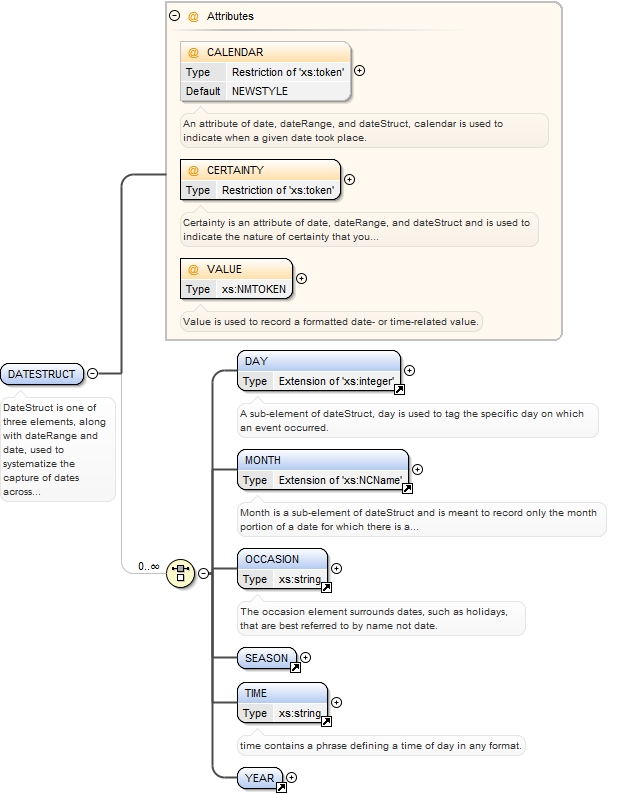 @ Attributes
@ CALENDAR
Type Restriction of 'xs:token'
Default NEWSTYLE
An attribute of date, dateRange, and dateStruct, calendar is used to
indicate when a given date took place.
@ CERTAINTY
Type Restriction of 'xs:token'
Certainty is an attribute of date, dateRange, and dateStruct and is used to
indicate the nature of certainty that you...
@ VALUE
Type xs:NMTOKEN
Value is used to record a formatted date- or time-related value.
DATESTRUCT
DateStruct is one of
three elements, along
with dateRange and
date, used to
systematize the
capture of dates
across...
0..∞
DAY
Type Extension of 'xs:integer'
A sub-element of dateStruct, day is used to tag the specific day on which
an event occurred.
MONTH
Type Extension of 'xs:NCName'
Month is a sub-element of dateStruct and is meant to record only the month
portion of a date for which there is a...
OCCASION
Type xs:string
The occasion element surrounds dates, such as holidays,
that are best referred to by name not date.
SEASON
TIME
Type xs:string
time contains a phrase defining a time of day in any format.
YEAR